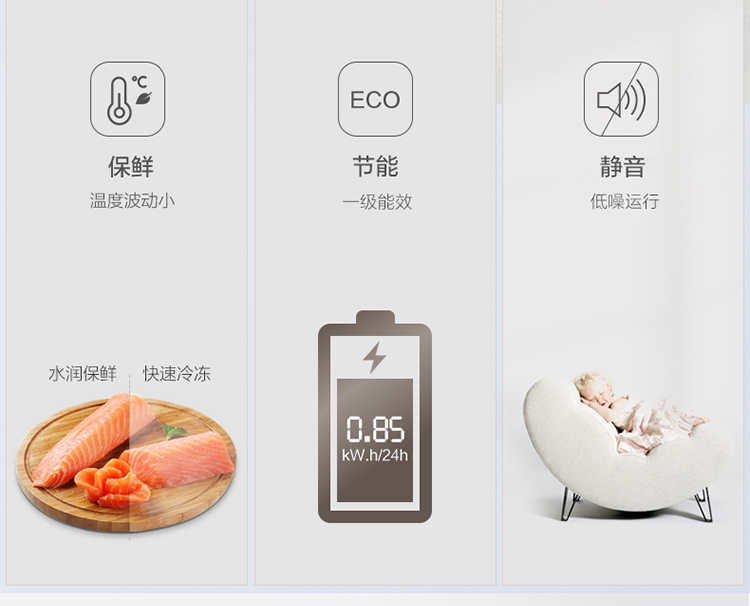 ℃
保鲜
温度波动小
水润保鲜
快速冷冻
ECO
节能
一级能效
0.85
kW.h/24h
静音
低噪运行